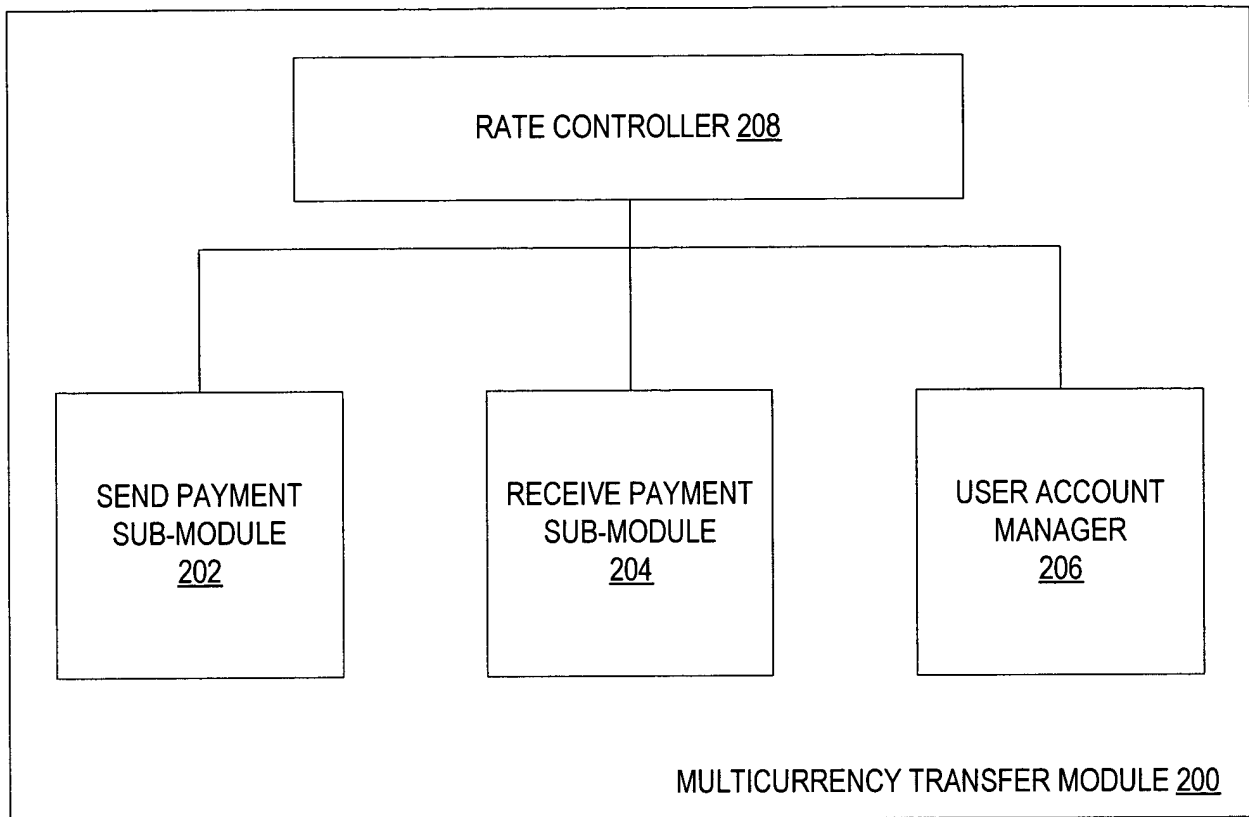 RATE CONTROLLER 208
SEND PAYMENT
SUB-MODULE
202
RECEIVE PAYMENT
SUB-MODULE
204
USER ACCOUNT
MANAGER
206
MULTICURRENCY TRANSFER MODULE 200